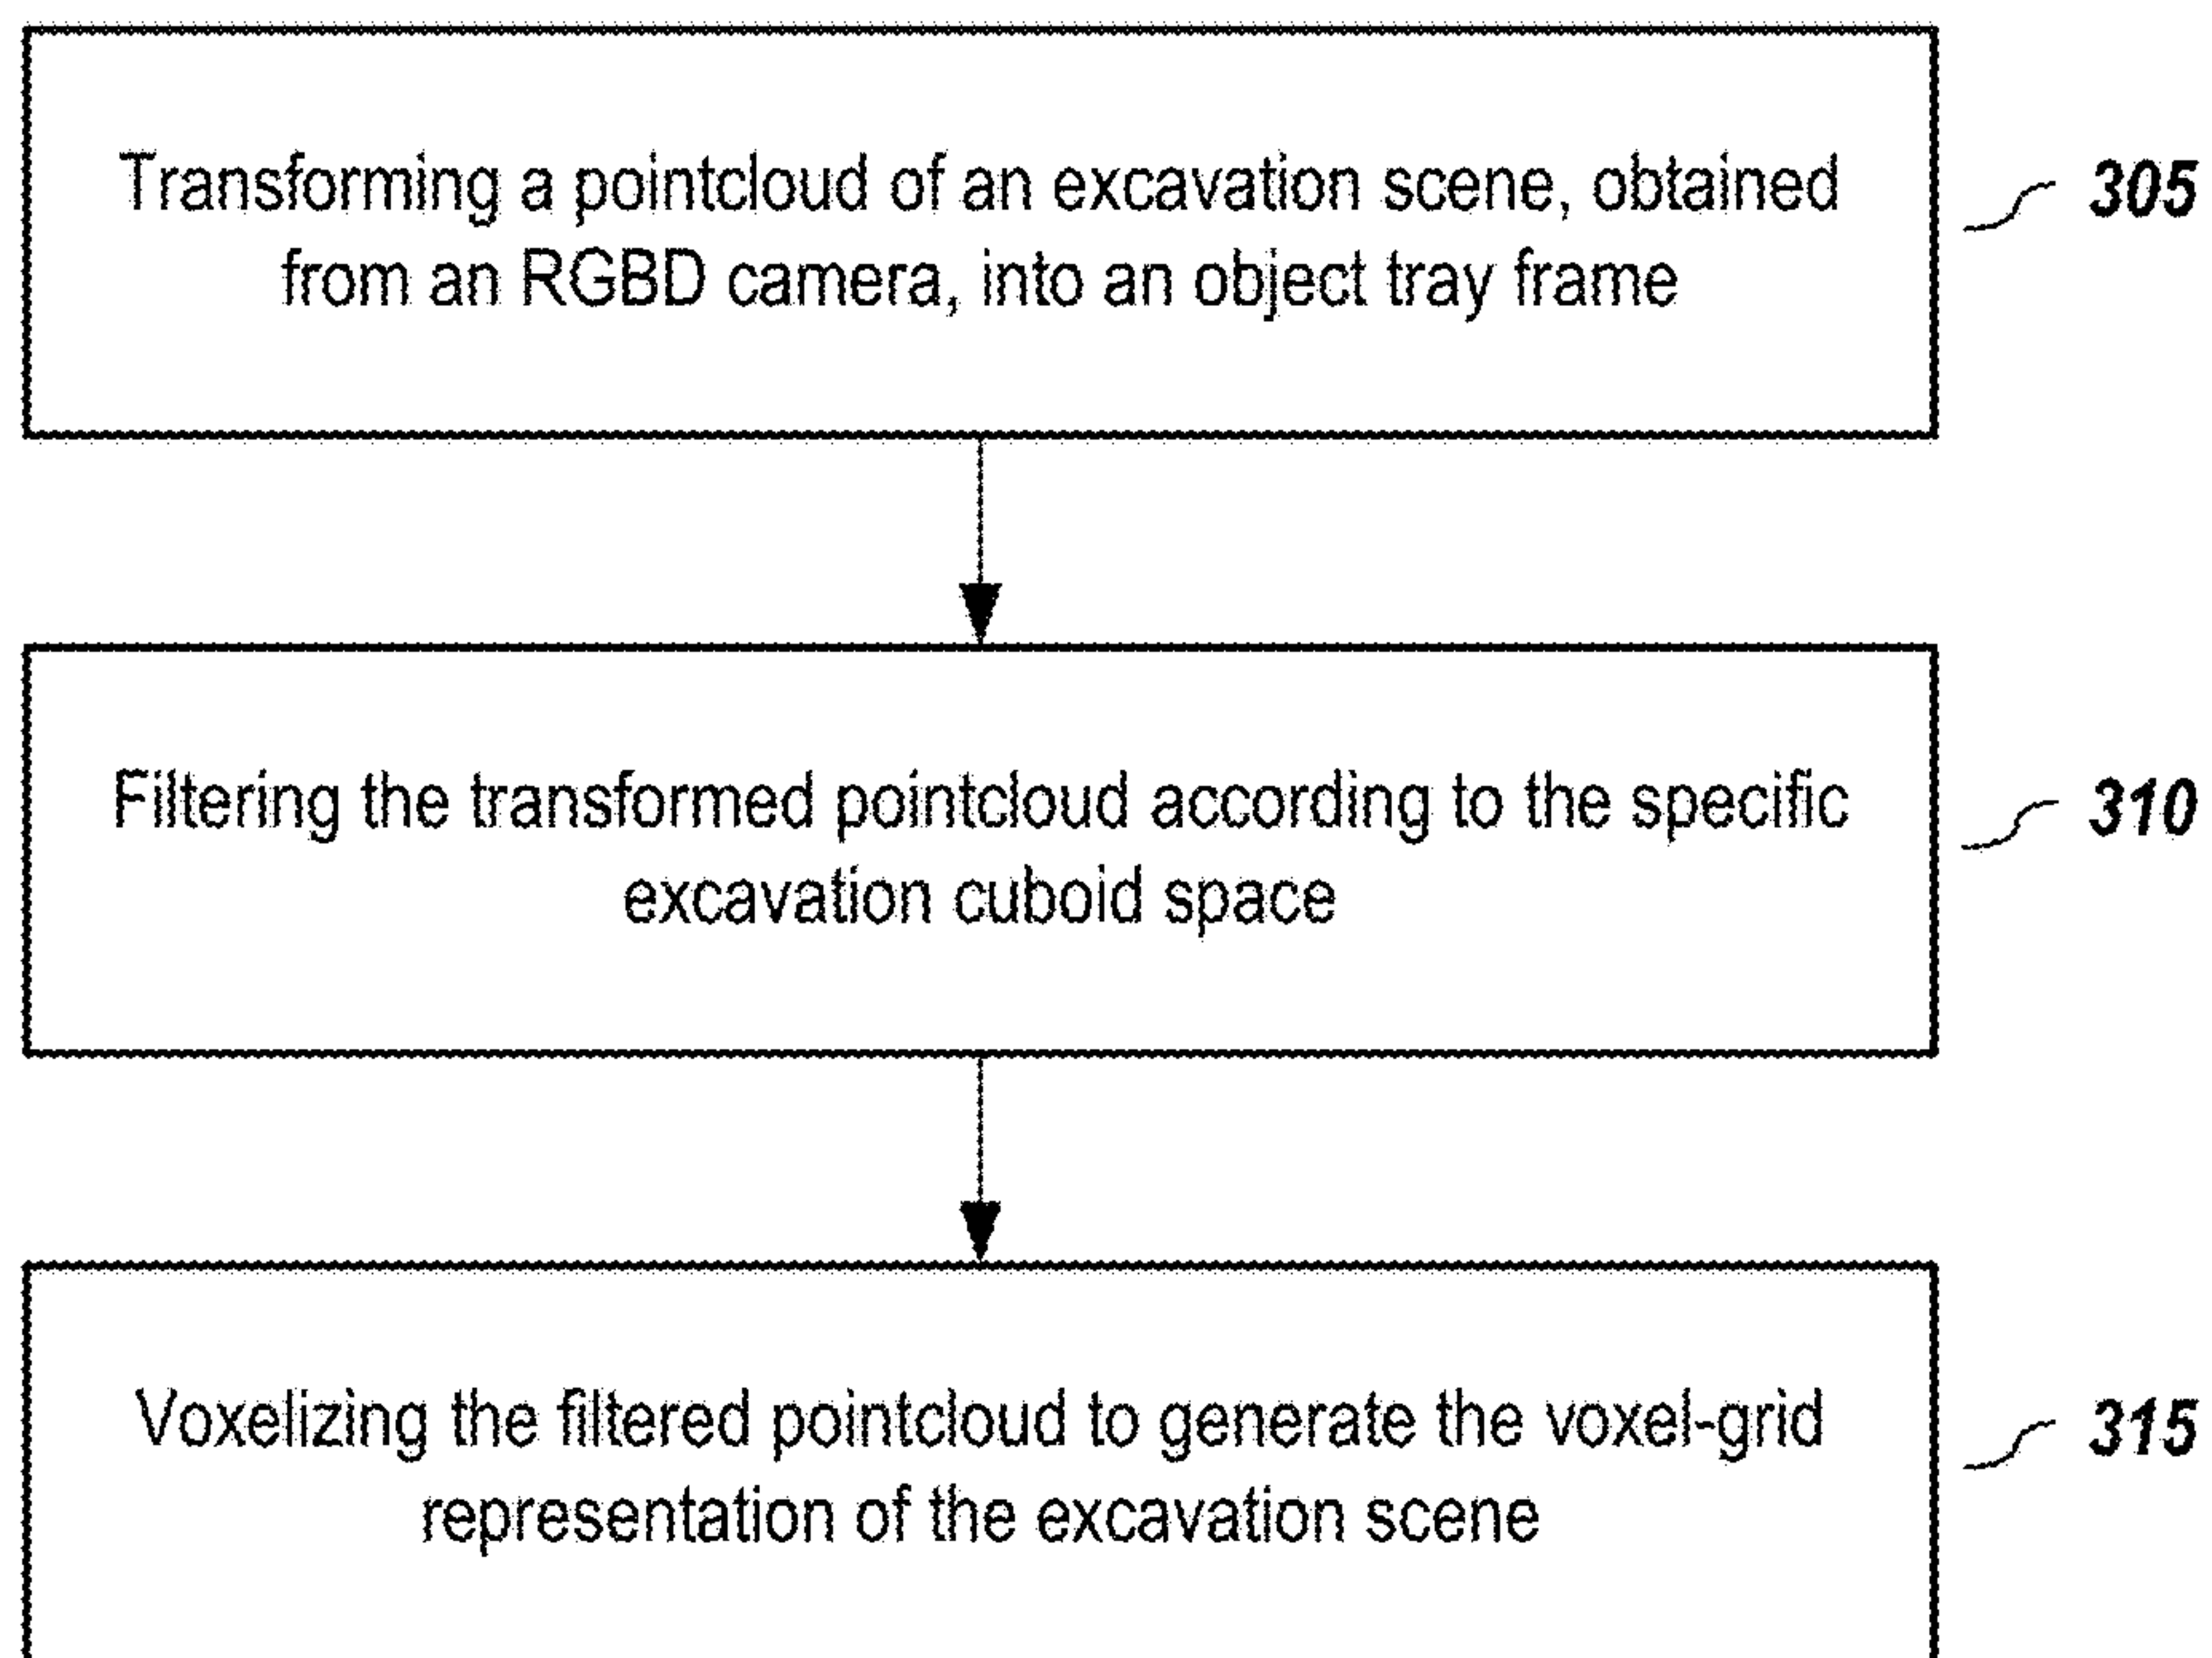 Transforming a pointcloud of an excavation scene, obtained
from an RGBD camera, into an object tray frame
305
Filtering the transformed pointcloud according to the specific
excavation cuboid space
310
Voxelizing the filtered pointcloud to generate the voxel-grid
representation of the excavation scene
315